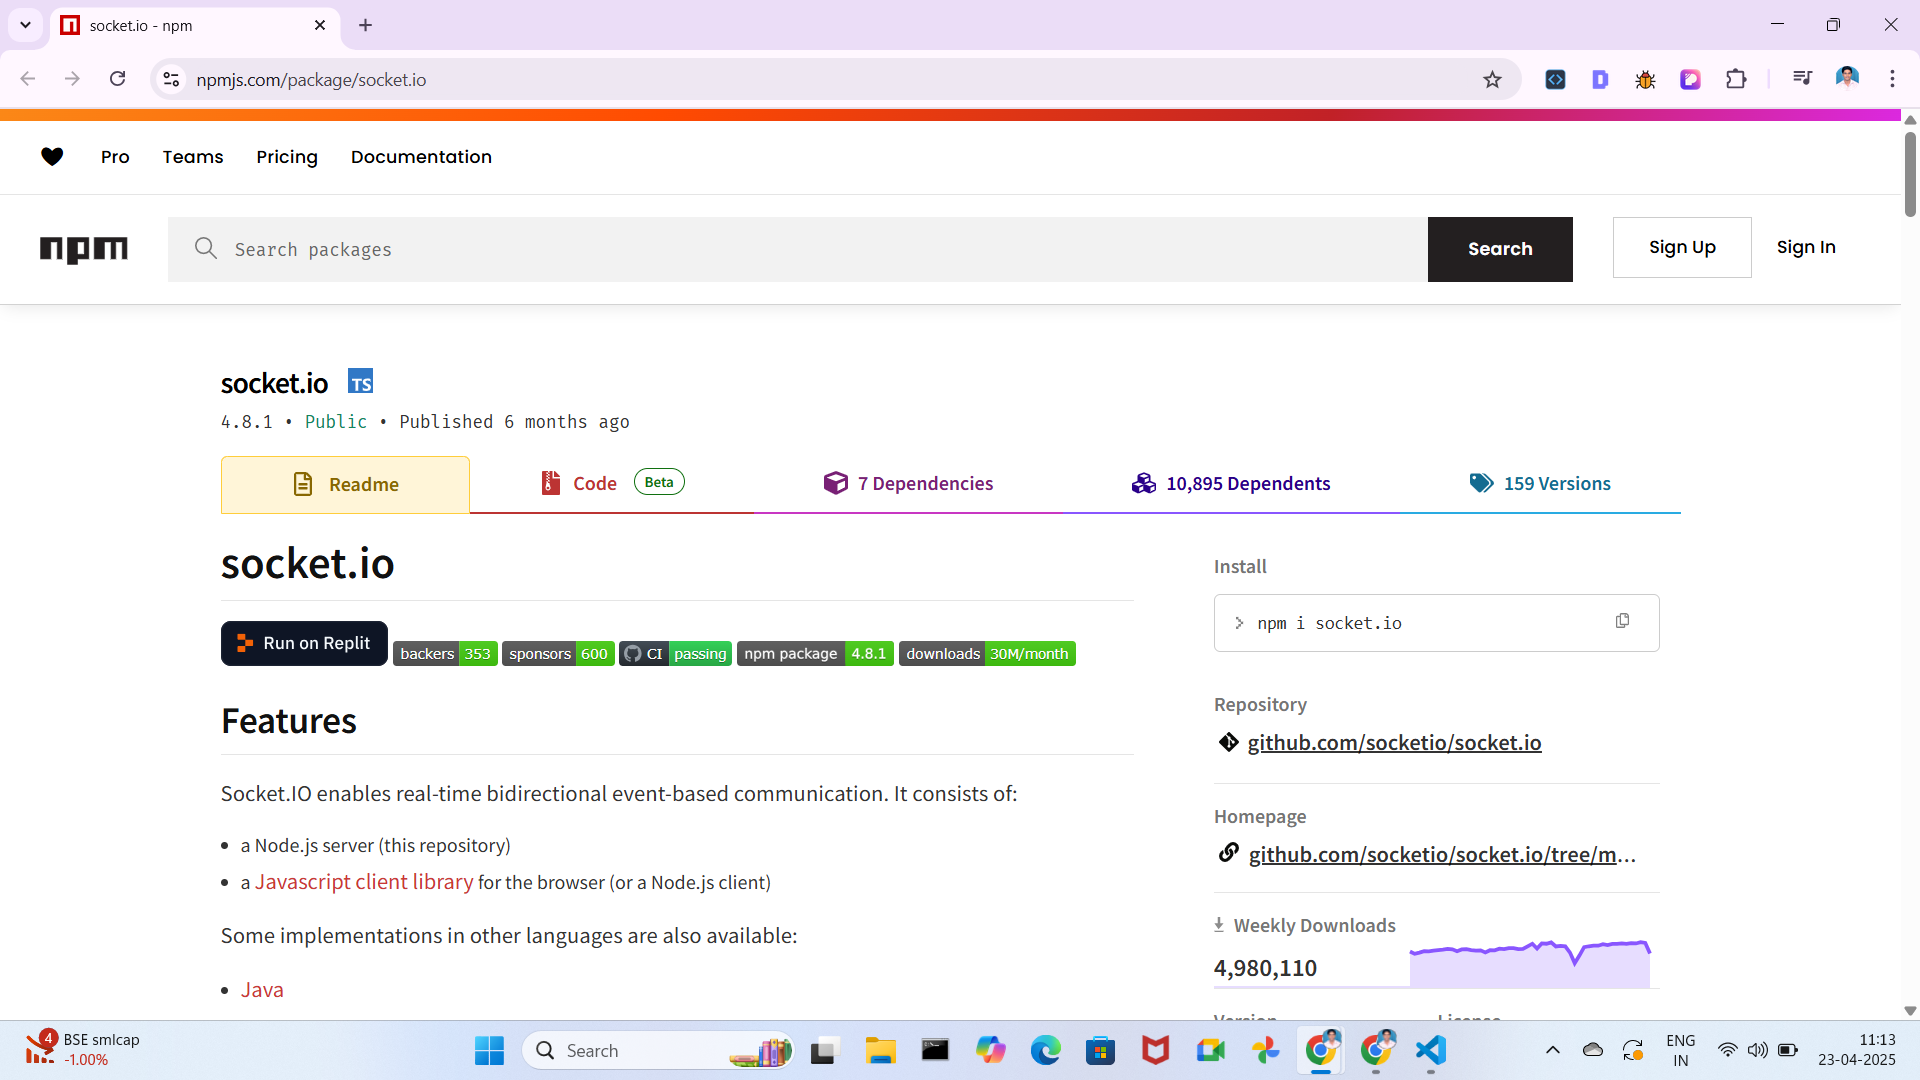 socket.io - npm
npmjs.com/package/socket.io
Pro
Teams
Pricing
Documentation
npm
Search packages
Search
Sign Up
Sign In
socket.io TS
4.8.1 • Public • Published 6 months ago
Readme
Code Beta
7 Dependencies
10,895 Dependents
159 Versions
socket.io
Run on Replit
backers 353
sponsors 600
CI passing
npm package 4.8.1
downloads 30M/month
Features
Socket.IO enables real-time bidirectional event-based communication. It consists of:
• a Node.js server (this repository)
• a Javascript client library for the browser (or a Node.js client)
Some implementations in other languages are also available:
• Java
Install
> npm i socket.io
Repository
github.com/socketio/socket.io
Homepage
github.com/socketio/socket.io/tree/m...
Weekly Downloads
4,980,110
Version
License
4
BSE smlcap
-1.00%
Search
ENG
IN
11:13
23-04-2025